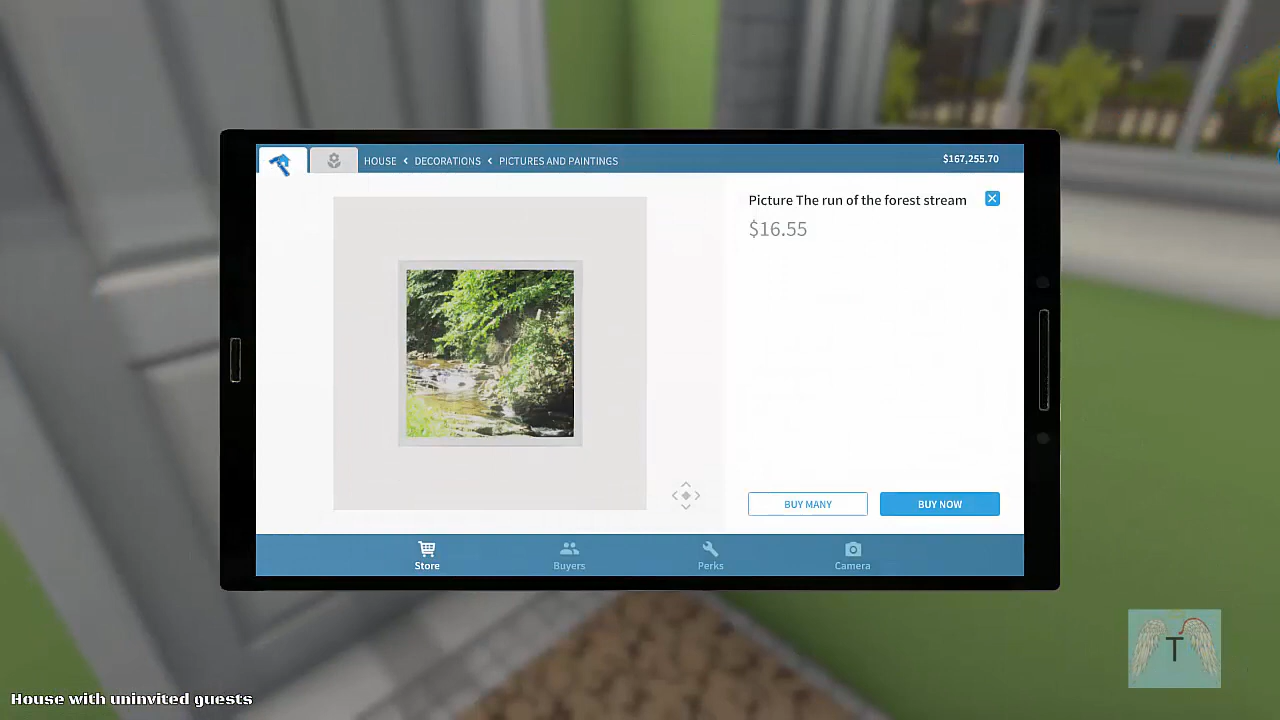 HOUSE < DECORATIONS < PICTURES AND PAINTINGS
$167,255.70
Picture The run of the forest stream
$16.55
BUY MANY
BUY NOW
Store
Buyers
Perks
Camera
T
House with uninvited guests